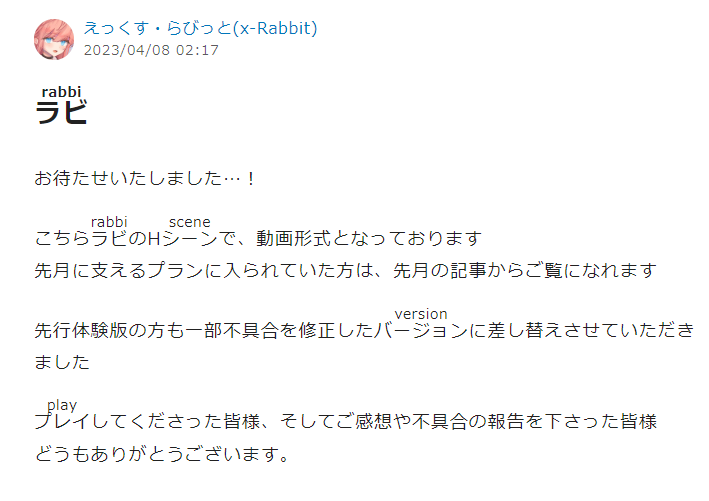 えっくす・らびっと(x-Rabbit)
2023/04/08 02:17
rabbi
ラビ
お待たせいたしました…！
rabbi scene
こちらラビのHシーンで、動画形式となっております
先月に支えるプランに入られていた方は、先月の記事からご覧になれます
version
先行体験版の方も一部不具合を修正したバージョンに差し替えさせていただき
ました
play
プレイしてくださった皆様、そしてご感想や不具合の報告を下さった皆様
どうもありがとうございます。